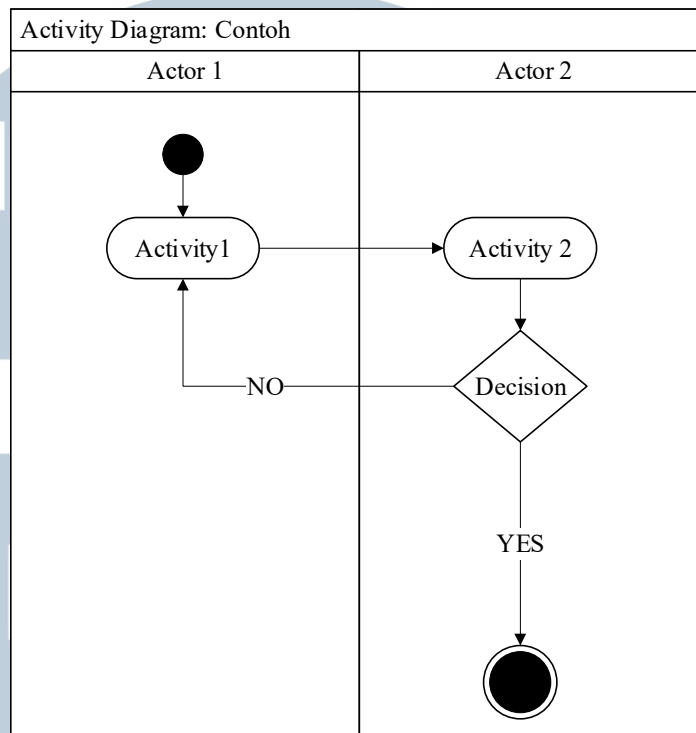 Activity Diagram: Contoh
Actor 1
Actor 2
Activity1
Activity 2
Decision
NO
YES